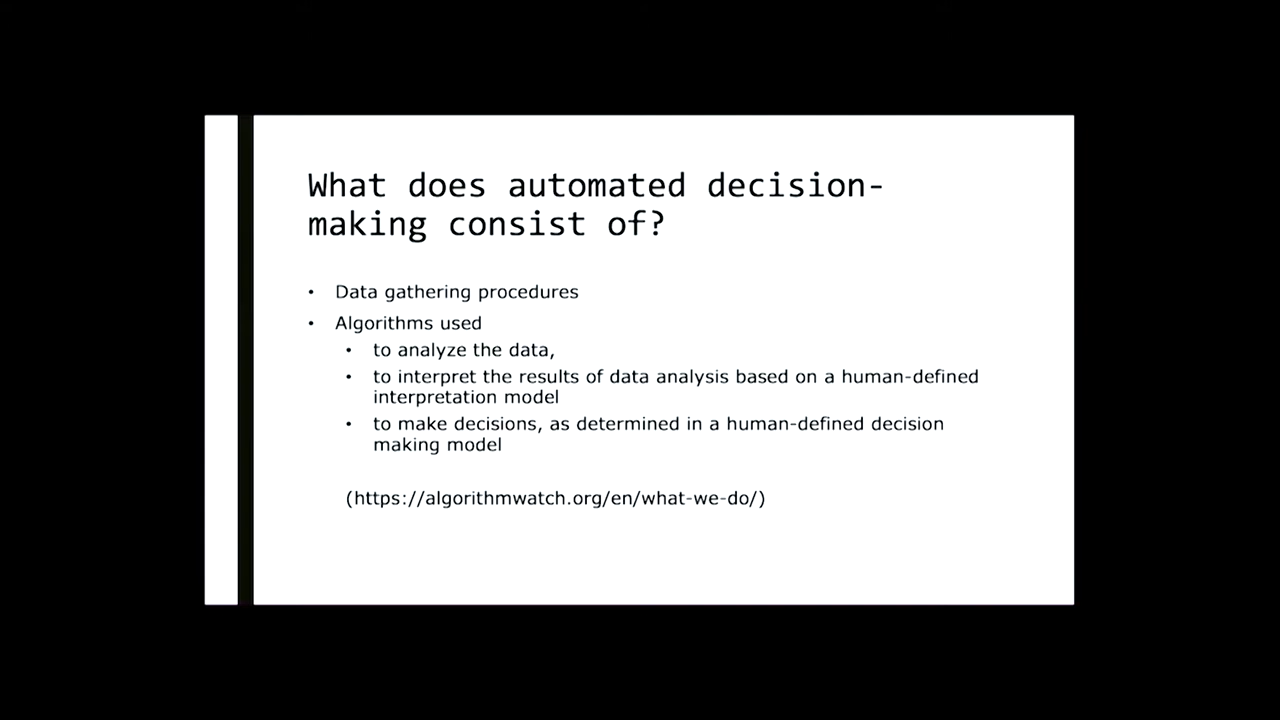 What does automated decision-
making consist of?
• Data gathering procedures
• Algorithms used
• to analyze the data,
• to interpret the results of data analysis based on a human-defined
interpretation model
• to make decisions, as determined in a human-defined decision
making model
(https://algorithmwatch.org/en/what-we-do/)